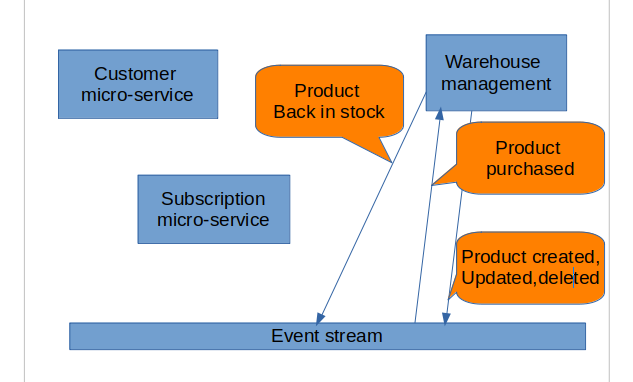 Customer
micro-service
Product
Back in stock
Warehouse
management
Product
purchased
Subscription
micro-service
Product created,
Updated,deleted
Event stream